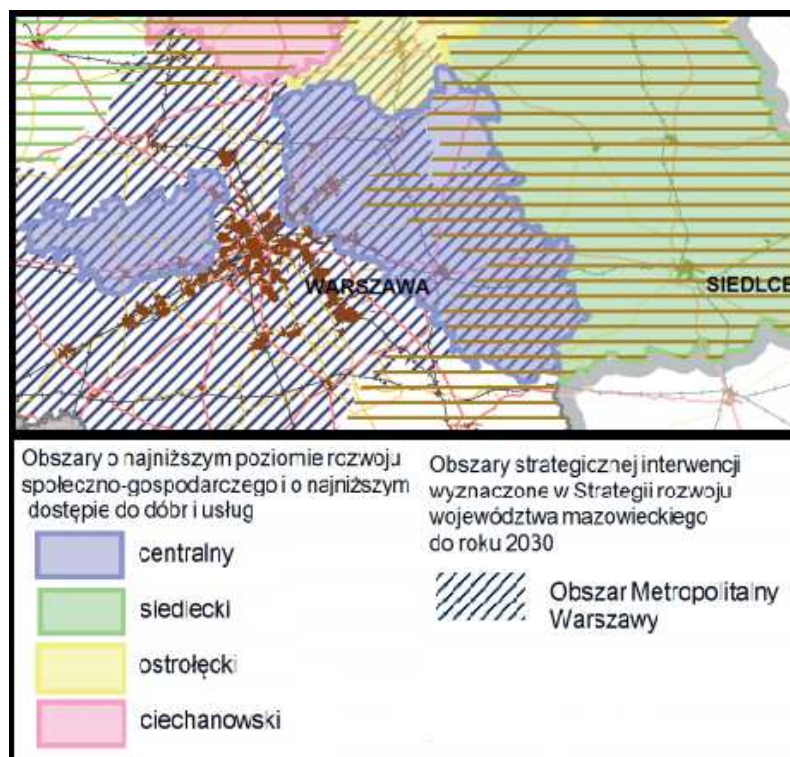 WARSZAWA
SIEDLCE
Obszary o najniższym poziomie rozwoju
społeczno-gospodarczego i o najniższym
dostępie do dóbr i usług
centralny
siedlecki
ostrołęcki
ciechanowski
Obszary strategicznej interwencji
wyznaczone w Strategii rozwoju
województwa mazowieckiego
do roku 2030
Obszar Metropolitalny
Warszawy